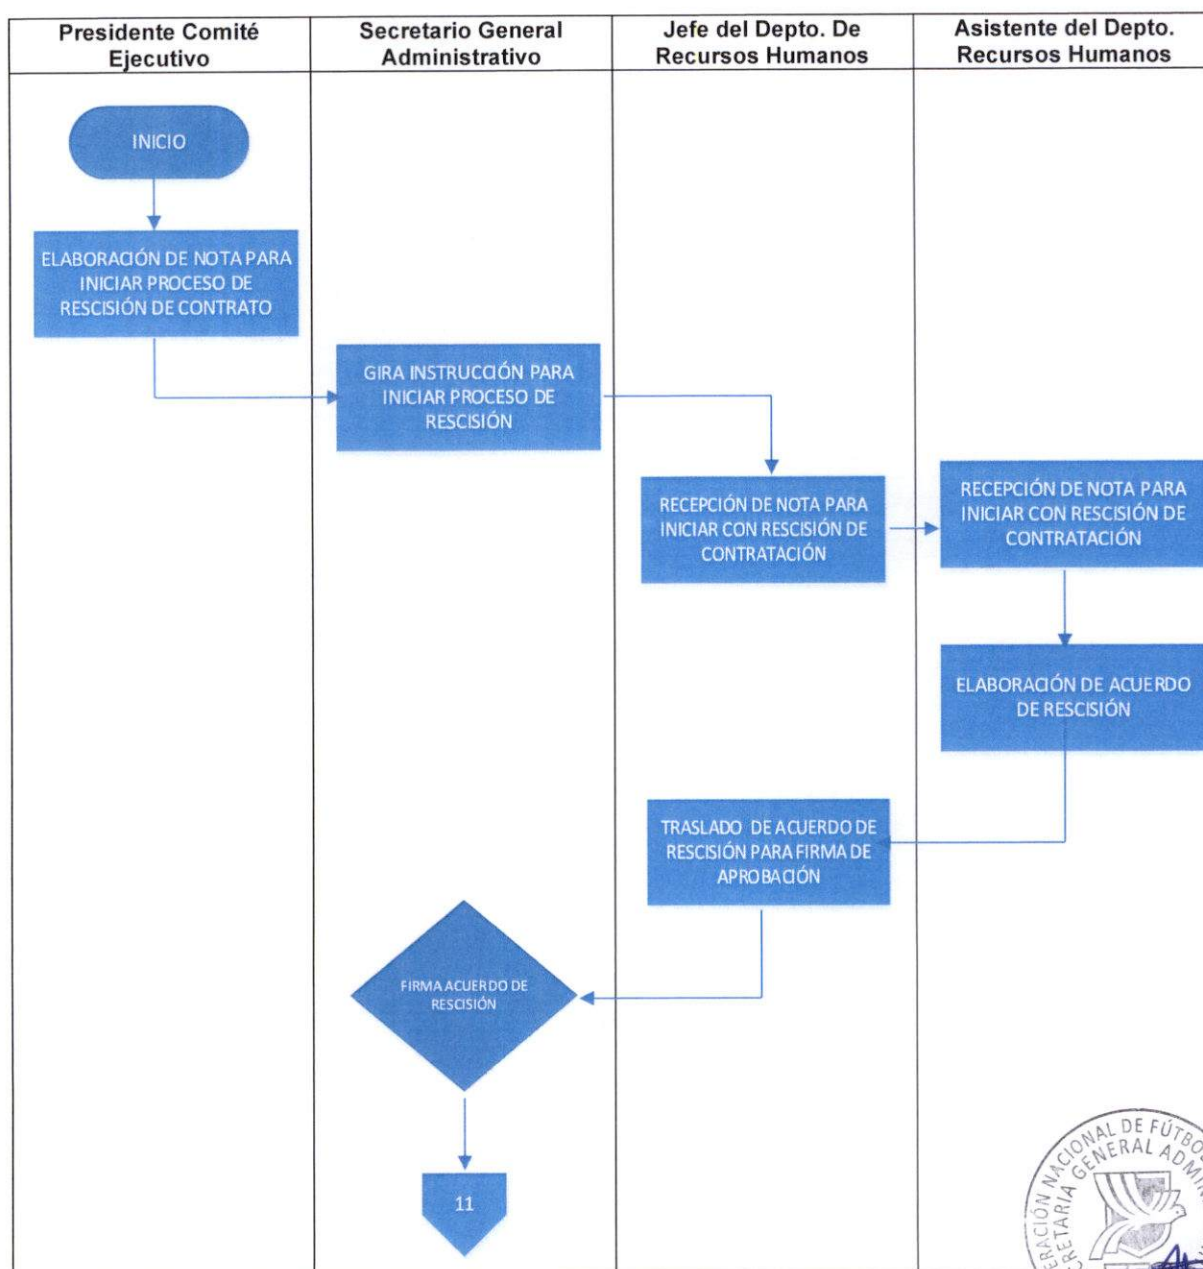 Presidente Comité
Ejecutivo
Secretario General
Administrativo
Jefe del Depto. De
Recursos Humanos
Asistente del Depto.
Recursos Humanos
INICIO
ELABORACIÓN DE NOTA PARA
INICIAR PROCESO DE
RESCISIÓN DE CONTRATO
GIRA INSTRUCCIÓN PARA
INICIAR PROCESO DE
RESCISIÓN
RECEPCIÓN DE NOTA PARA
INICIAR CON RESCISIÓN DE
CONTRATACIÓN
RECEPCIÓN DE NOTA PARA
INICIAR CON RESCISIÓN DE
CONTRATACIÓN
ELABORACIÓN DE ACUERDO
DE RESCISIÓN
TRASLADO DE ACUERDO DE
RESCISIÓN PARA FIRMA DE
APROBACIÓN
FIRMA ACUERDO DE
RESCISIÓN
11
NACIONAL DE
GENERAL